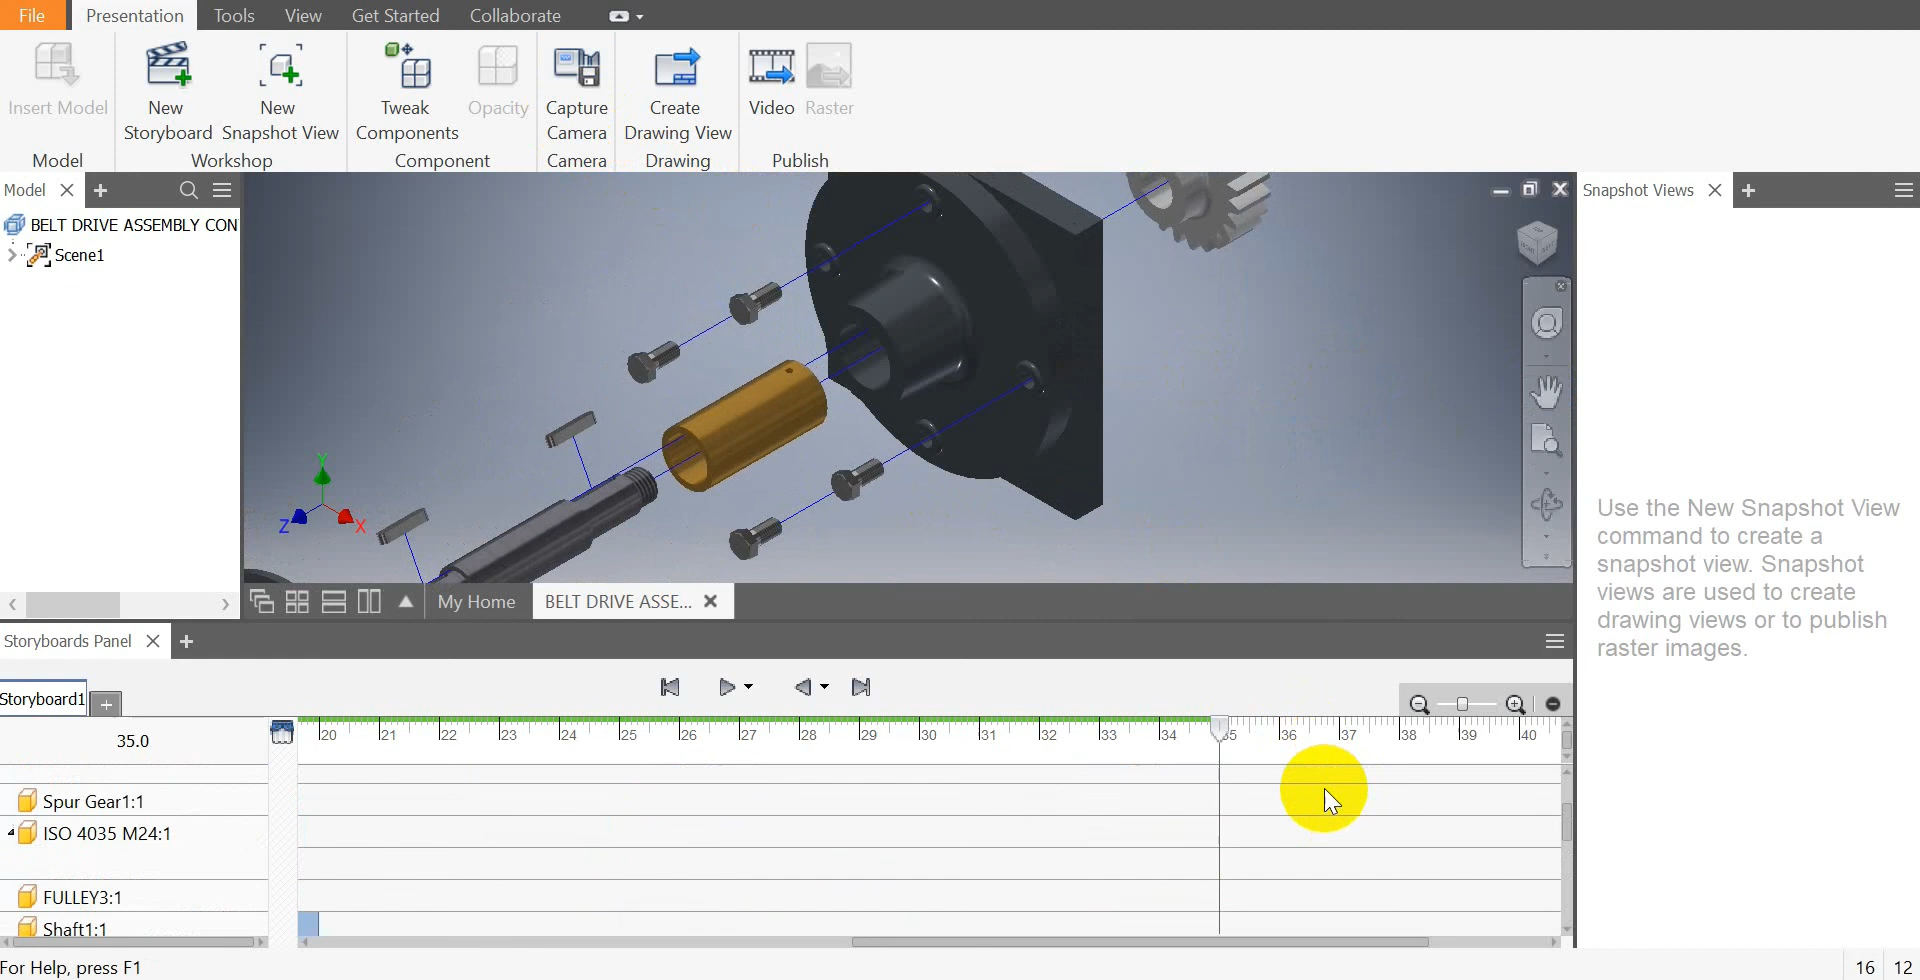 File Presentation Tools View Get Started Collaborate
Insert Model New Storyboard New Snapshot View Tweak Components Opacity Capture Camera Create Drawing View Video Raster
Model Workshop Component Camera Drawing Publish
Model
BELT DRIVE ASSEMBLY CON
Scene1
Y
Z
X
My Home BELT DRIVE ASSE...
Snapshot Views
Use the New Snapshot View
command to create a
snapshot view. Snapshot
views are used to create
drawing views or to publish
raster images.
Storyboards Panel
Storyboard1
35.0
20 21 22 23 24 25 26 27 28 29 30 31 32 33 34 35 36 37 38 39 40
Spur Gear1:1
ISO 4035 M24:1
FULLEY3:1
Shaft1:1
For Help, press F1
16 12